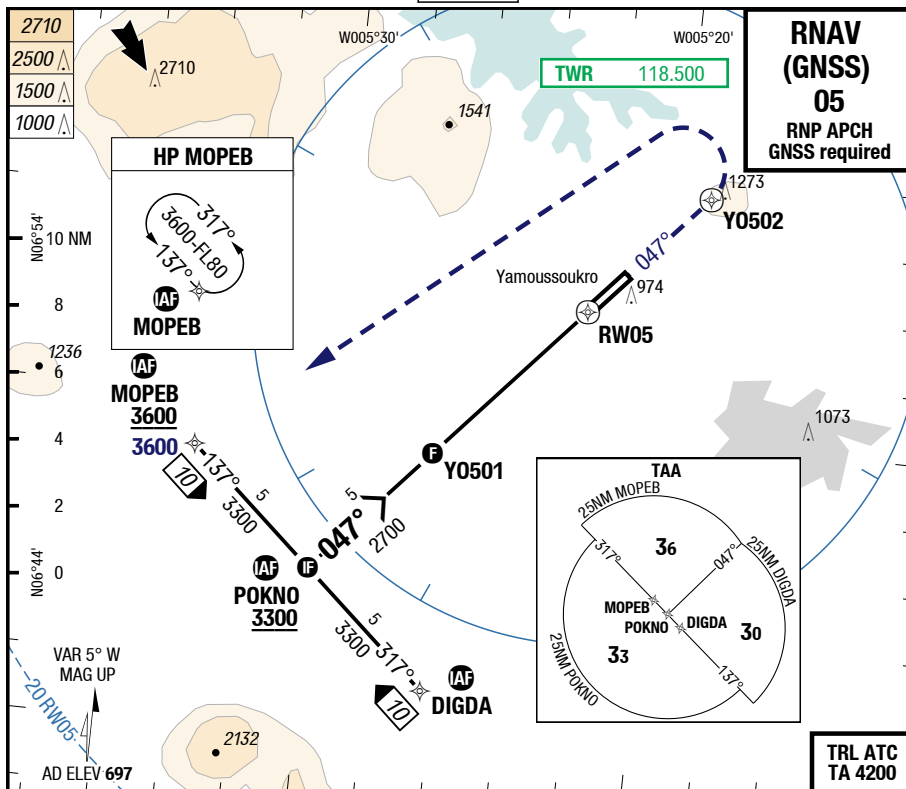 2710
2500
1500
1000
2710
W005°30'
W005°20'
TWR 118.500
RNAV
(GNSS)
05
RNP APCH
GNSS required
1541
HP MOPEB
317°
3600-FL80
137°
IAF
MOPEB
1273
YO502
047°
N06°54'
10 NM
8
6
4
2
0
N06°44'
Yamoussoukro
974
RW05
1236
IAF
MOPEB
3600
3600
137°
10
5
3300
F
YO501
1073
5
047°
2700
IAF
IF
POKNO
3300
5
3300
317°
10
IAF
DIGDA
TAA
25NM MOPEB
36
317°
047°
25NM DIGDA
MOPEB
POKNO
DIGDA
30
33
25NM POKNO
137°
VAR 5° W
MAG UP
20 RW05
2132
AD ELEV 697
TRL ATC
TA 4200